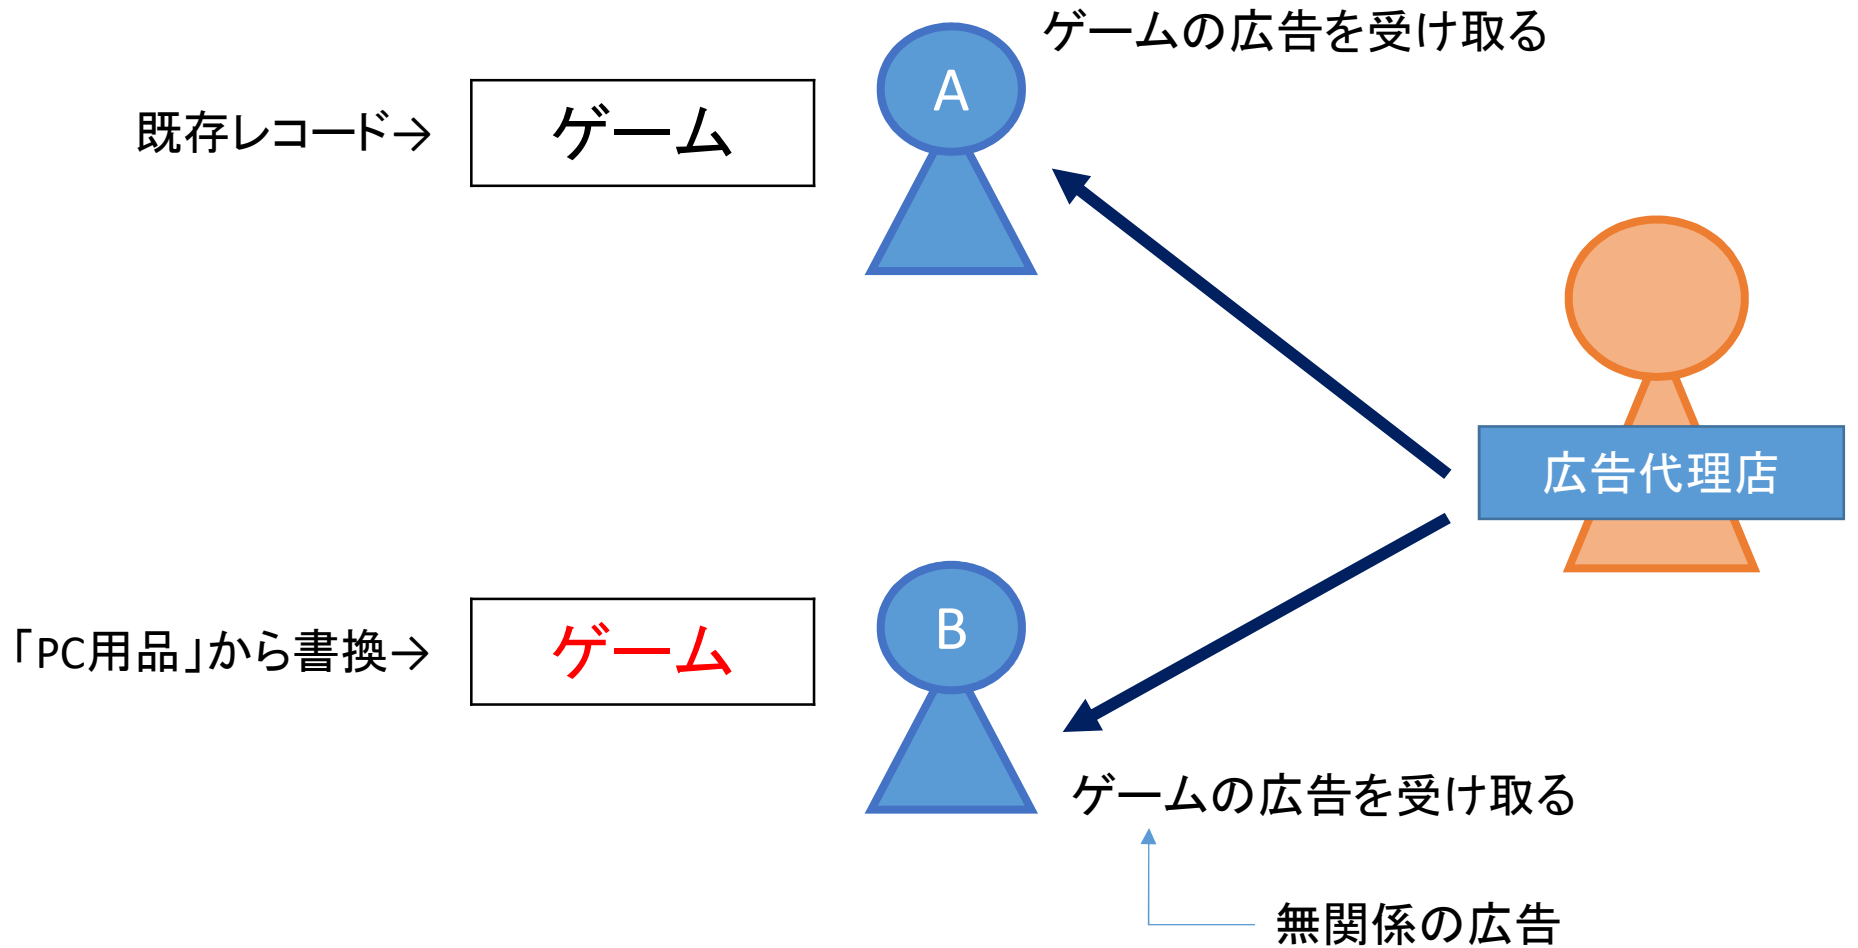 ゲームの広告を受け取る
既存レコード→
ゲーム
A
広告代理店
「PC用品」から書換→
ゲーム
B
ゲームの広告を受け取る
無関係の広告